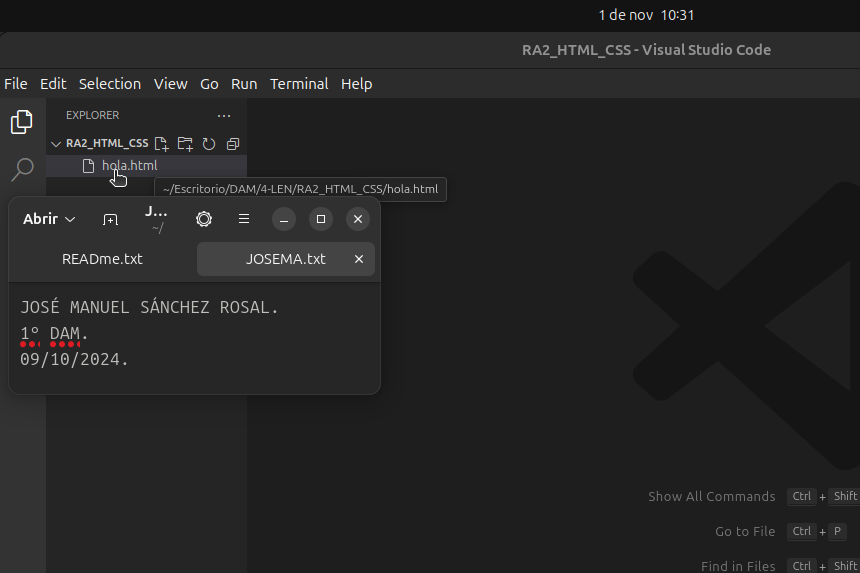 1 de nov 10:31
RA2_HTML_CSS - Visual Studio Code
File Edit Selection View Go Run Terminal Help
EXPLORER
RA2_HTML_CSS
hola.html
~/Escritorio/DAM/4-LEN/RA2_HTML_CSS/hola.html
Abrir J...
~/
READme.txt JOSEMA.txt
JOSÉ MANUEL SÁNCHEZ ROSAL.
1º DAM.
09/10/2024.
Show All Commands Ctrl + Shift
Go to File Ctrl + P
Find in Files Ctrl + Shift